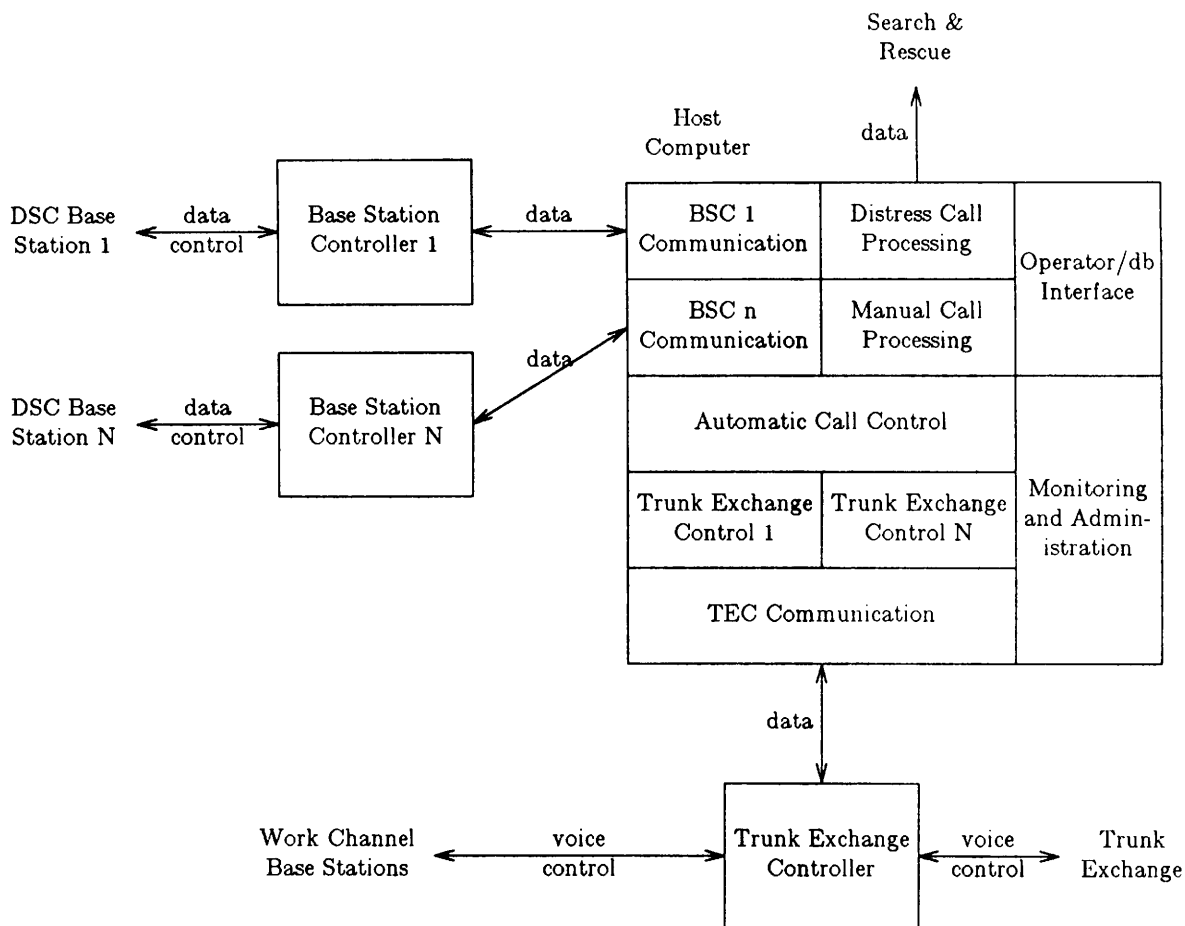 Search &
Rescue
data
Host
Computer
DSC Base
Station 1
data
control
Base Station
Controller 1
data
BSC 1
Communication
Distress Call
Processing
Operator/db
Interface
BSC n
Communication
Manual Call
Processing
data
DSC Base
Station N
data
control
Base Station
Controller N
Automatic Call Control
Trunk Exchange
Control 1
Trunk Exchange
Control N
Monitoring
and Admin-
istration
TEC Communication
data
Work Channel
Base Stations
voice
control
Trunk Exchange
Controller
voice
control
Trunk
Exchange